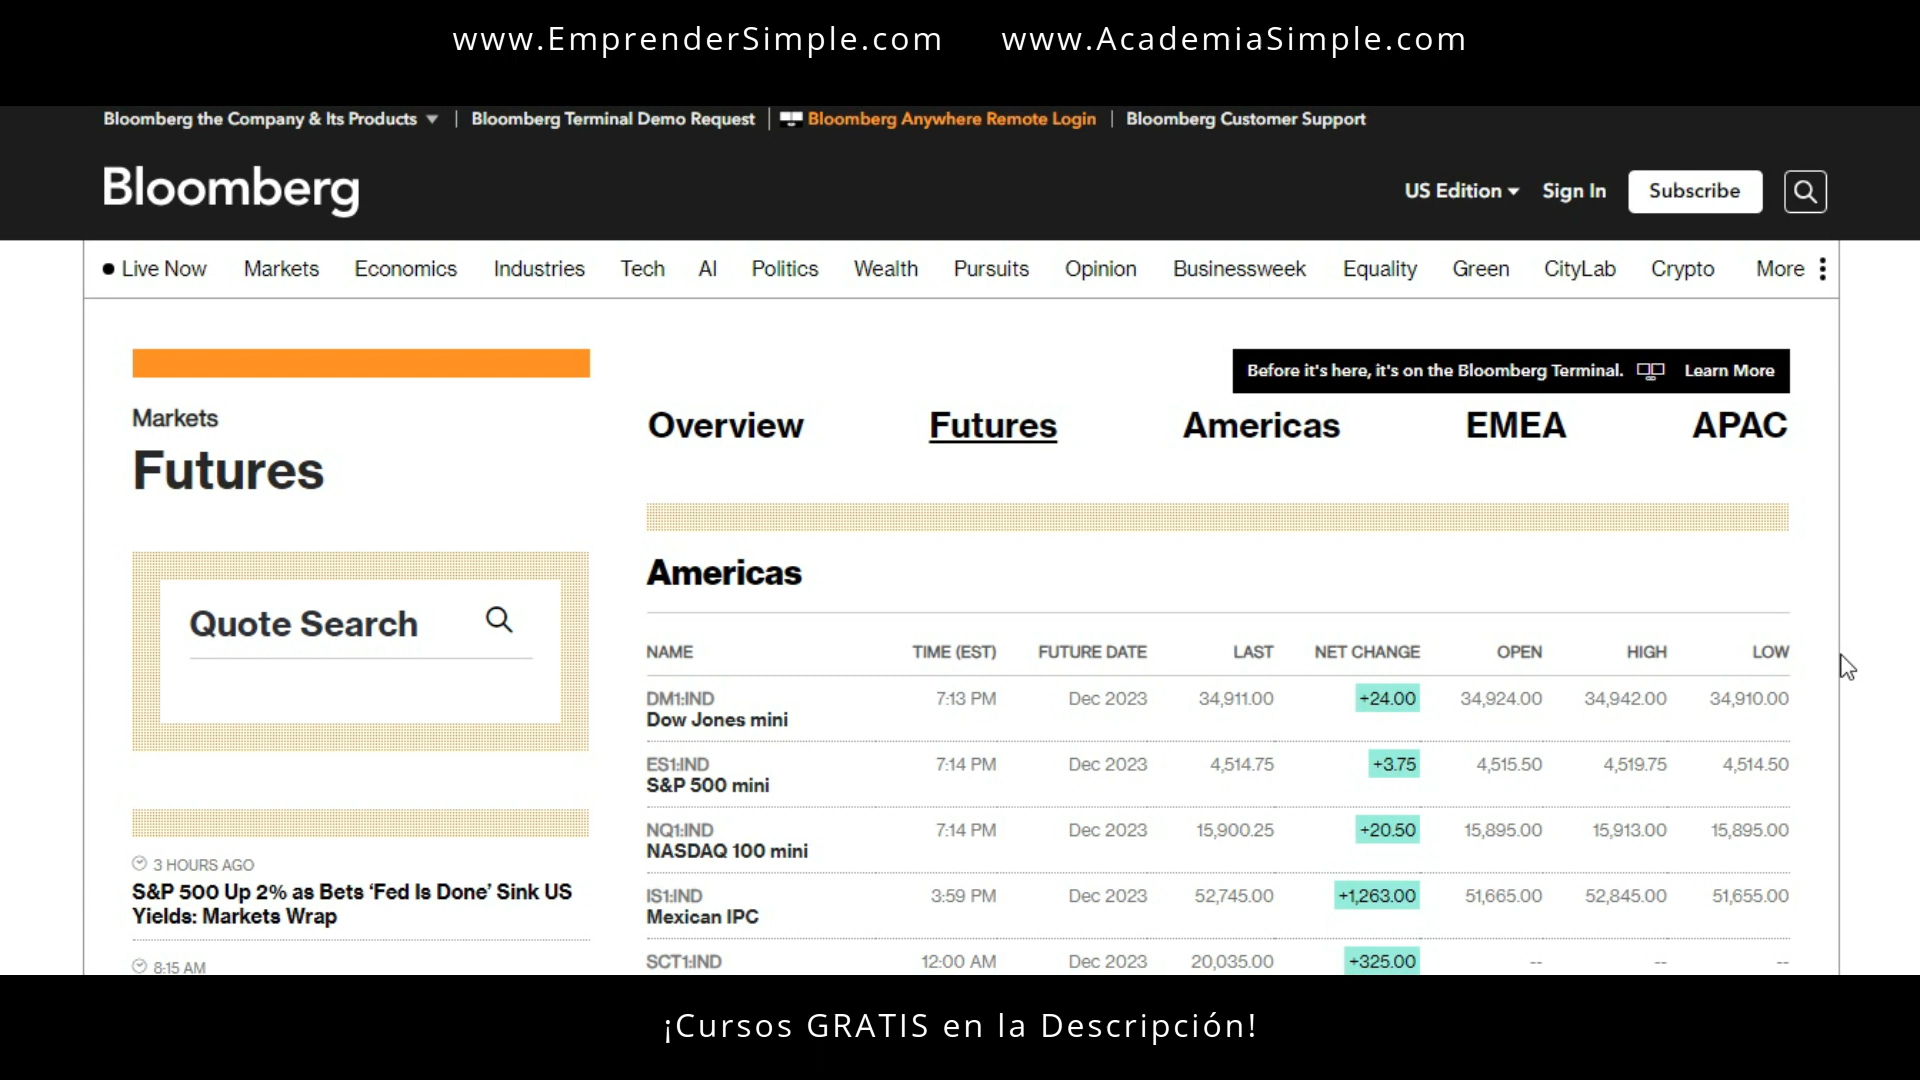 www.EmprenderSimple.com www.AcademiaSimple.com
Bloomberg the Company & Its Products Bloomberg Terminal Demo Request Bloomberg Anywhere Remote Login Bloomberg Customer Support
Bloomberg
US Edition Sign In Subscribe
Live Now Markets Economics Industries Tech AI Politics Wealth Pursuits Opinion Businessweek Equality Green CityLab Crypto More
Before it's here, it's on the Bloomberg Terminal. Learn More
Markets
Futures
Overview Futures Americas EMEA APAC
Quote Search
3 HOURS AGO
S&P 500 Up 2% as Bets ‘Fed Is Done’ Sink US
Yields: Markets Wrap
8:15 AM
Americas
NAME TIME (EST) FUTURE DATE LAST NET CHANGE OPEN HIGH LOW
DM1:IND 7:13 PM Dec 2023 34,911.00 +24.00 34,924.00 34,942.00 34,910.00
Dow Jones mini
ES1:IND 7:14 PM Dec 2023 4,514.75 +3.75 4,515.50 4,519.75 4,514.50
S&P 500 mini
NQ1:IND 7:14 PM Dec 2023 15,900.25 +20.50 15,895.00 15,913.00 15,895.00
NASDAQ 100 mini
IS1:IND 3:59 PM Dec 2023 52,745.00 +1,263.00 51,665.00 52,845.00 51,655.00
Mexican IPC
SCT1:IND 12:00 AM Dec 2023 20,035.00 +325.00 -- -- --
¡Cursos GRATIS en la Descripción!